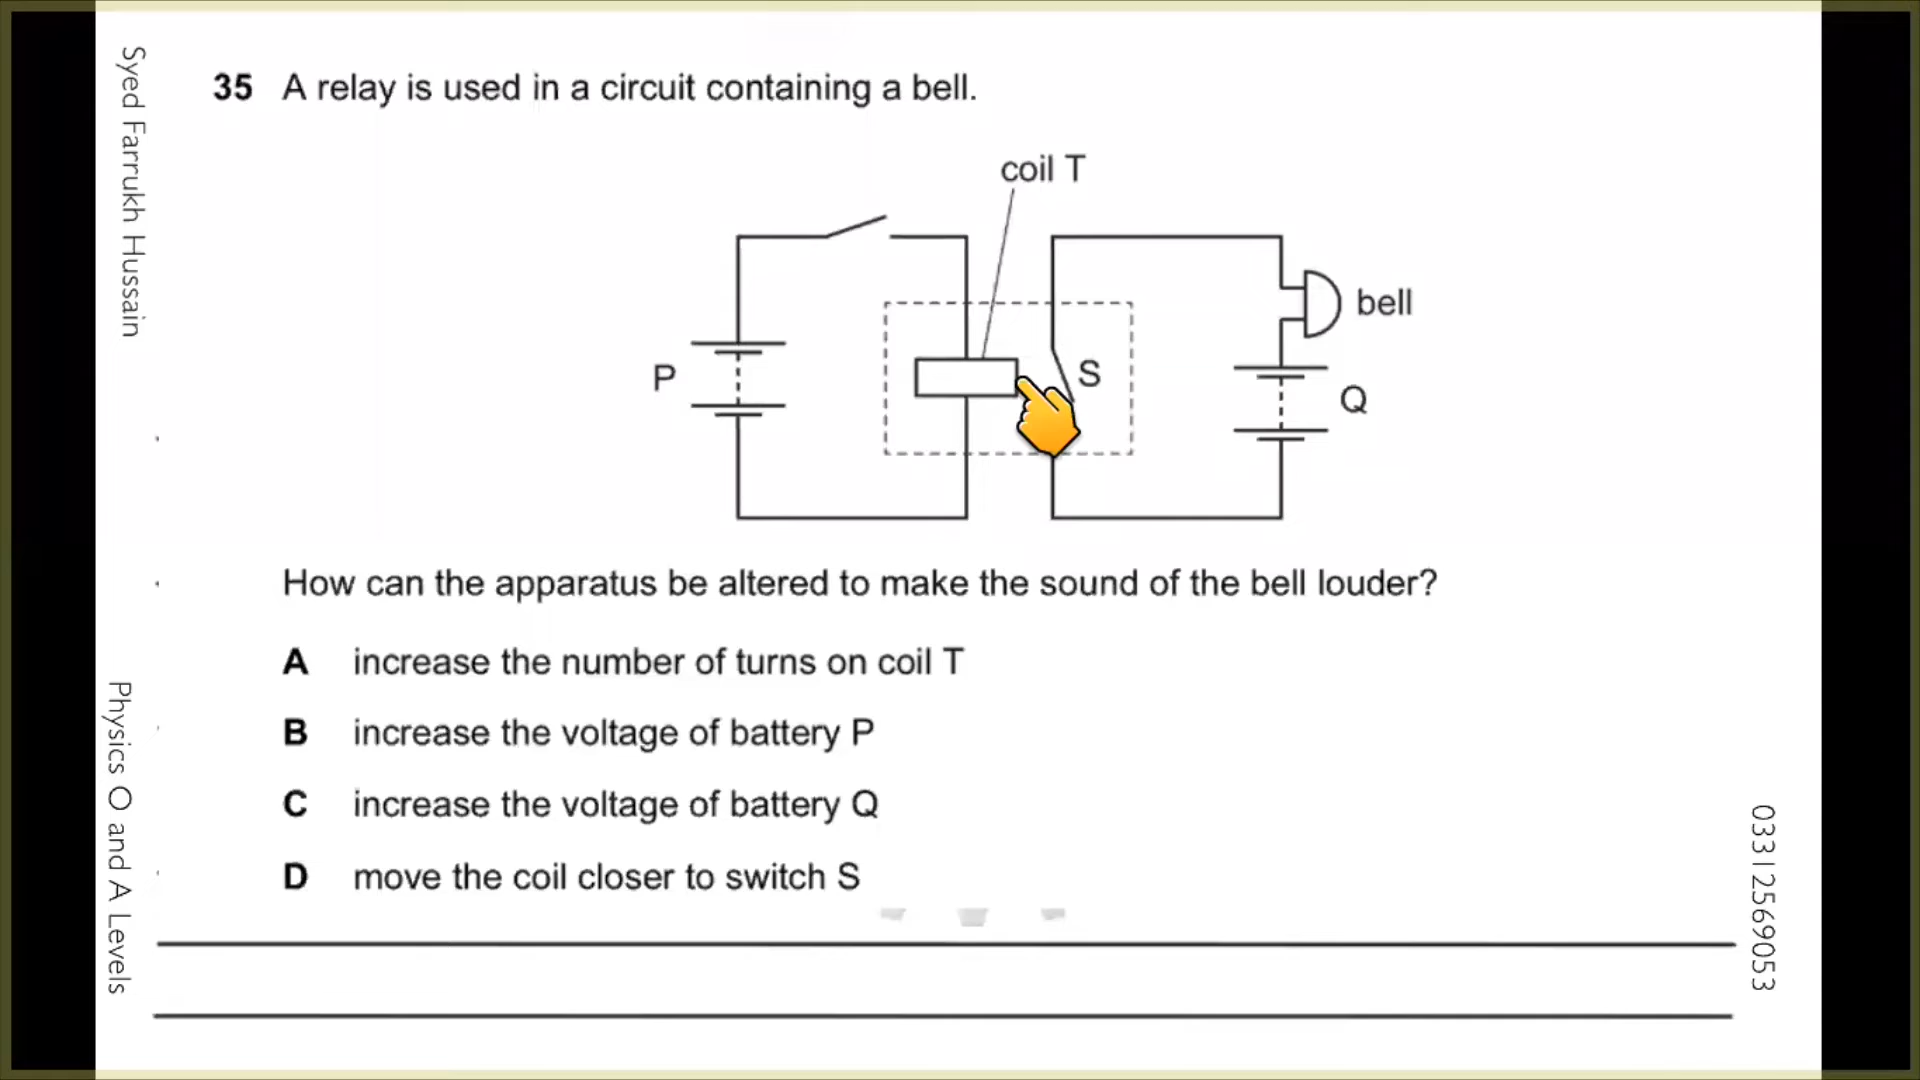 Syed Farrukh Hussain
35 A relay is used in a circuit containing a bell.
coil T
bell
P
S
Q
How can the apparatus be altered to make the sound of the bell louder?
A increase the number of turns on coil T
B increase the voltage of battery P
C increase the voltage of battery Q
D move the coil closer to switch S
Physics O and A Levels
03312569053